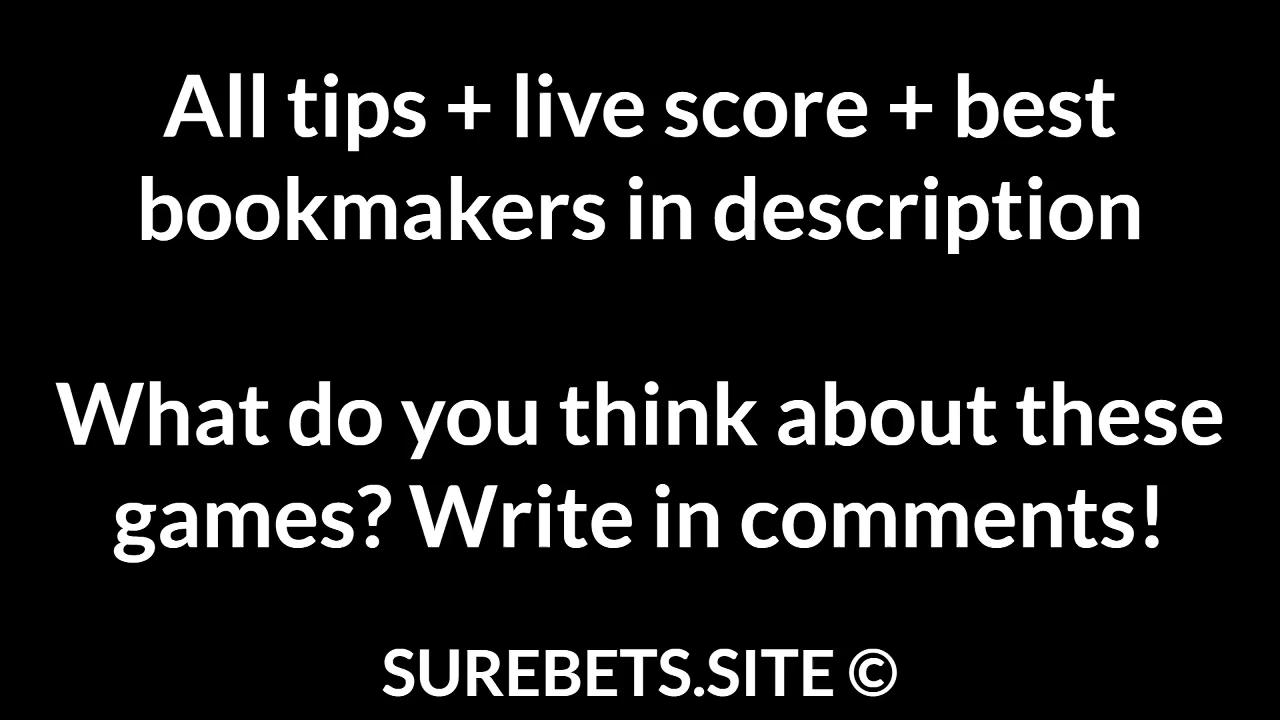 All tips + live score + best
bookmakers in description
What do you think about these
games? Write in comments!
SUREBETS.SITE ©